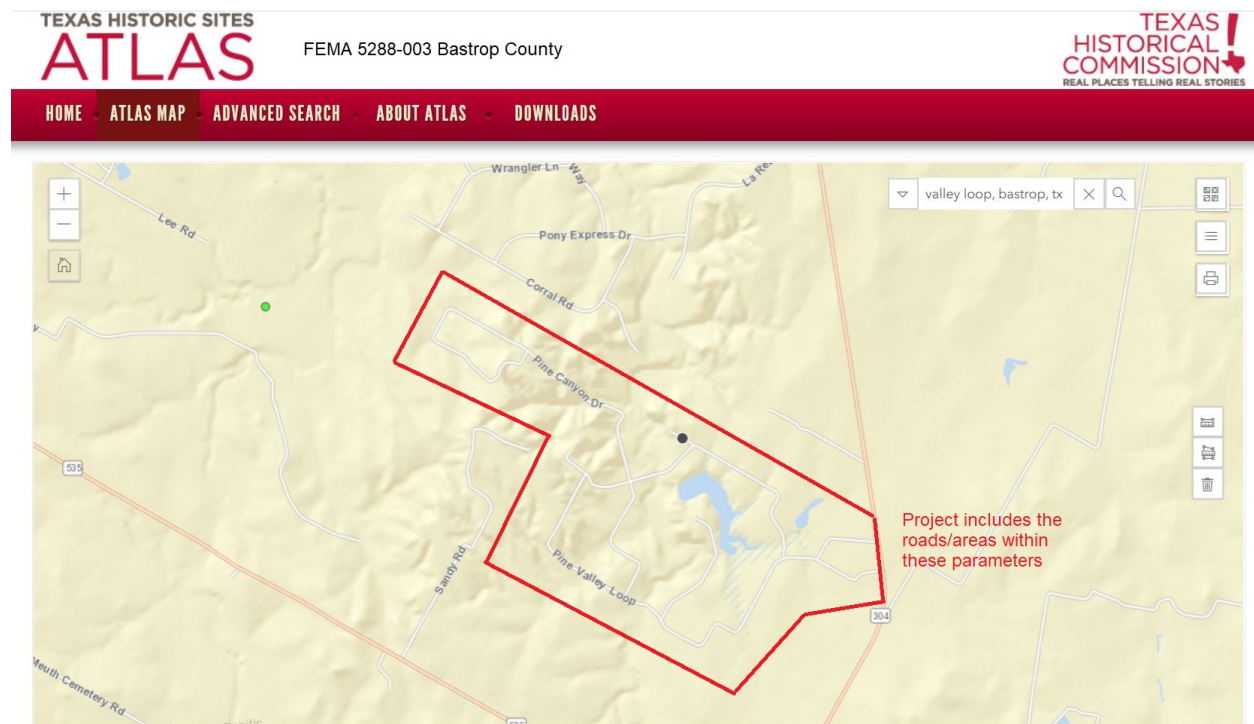 TEXAS HISTORIC SITES
ATLAS
FEMA 5288-003 Bastrop County
TEXAS
HISTORICAL
COMMISSION
REAL PLACES TELLING REAL STORIES
HOME
ATLAS MAP
ADVANCED SEARCH
ABOUT ATLAS
DOWNLOADS
Wrangler Ln
Way
valley loop, bastrop, tx
Lee Rd
Pony Express Dr
Corral Rd
Pine Canyon Dr
535
Project includes the
roads/areas within
these parameters
Sandy Rd
Pine Valley Loop
304
Meuth Cemetery Rd